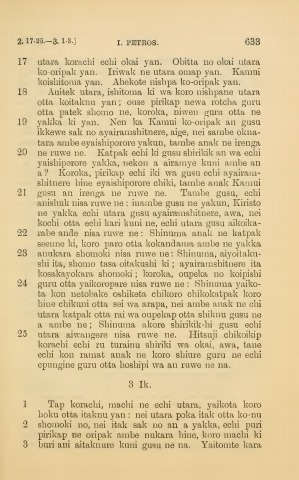 2. 17-25.—3. 1-3.] I. PETROS. 633
17 utara korachi echi okai yan. Obitta no okai utara
ko-oripak yan. Iriwak ne utara omap yan. Kamui
koishitoma yan. Ahekote nishpa ko-oripak yan.
18 Anitek utara, ishitoma ki wa koro nishpane utara
otta koitaknu yan; ouse pirikap newa rotcha guru
otta patek shomo ne, koroka, niwen guru otta ne
19 yakka ki yan. Nen ka Kamui ko-oripak an gusu
ikkewe sak no ayairamshitnere, aige, nei sambe okna-
tara ambe eyaishiporore yakun, tambe anak ne irenga
20 ne ruwe ne. Katpak echi ki gusu shirikik an wa echi
yaishiporore yakka, nekon a airamye kuni ambe an
a? Koroka, pirikap echi iki wa gusu echi ayairam-
shitnere hine eyaishiporore chiki, tambe anak Kamui
21 gusu an irenga ne ruwe ne. Tambe gusu, echi
anishuk nisa ruwe ne: inambe gusu ne yakun, Kiristo
ne yakka echi utara gusu ayairamshitnere, awa, nei
kochi otta echi kari kuni ne, echi utara gusu aikoika-
22 rabe ande nisa ruwe ne: Shinuma anak ne katpak
seenne ki, koro paro otta kokandama ambe ne yakka
23 anukara shomoki nisa ruwe ne: Shinuma, aiyoitaku-
shi ita, shomo tasa oitakushi ki; ayairamshitnere ita
kosakayokara shomoki; koroka, oupeka no koipishi
24 guru otta yaikorepare nisa ruwe ne: Shinuma yaiko-
ta kon netobake oshiketa chikoro chikokatpak koro
hine chikuni otta sei wa arapa, nei ambe anak ne chi
utara katpak otta rai wa oupekap otta shiknu gusu ne
a ambe ne; Shinuma akore shirikik-hi gusu echi
25 utara aiwangere nisa ruwe ne. Hitsuji chikoikip
korachi echi ru turainu shiriki wa okai, awa, tane
echi kon ramat anak ne koro shiure guru ne echi
epungine guru otta hoshipi wa an ruwe ne na.
3 Ik.
1 Tap korachi, machi ne echi utara, yaikota koro
hoku otta itaknu yan: nei utara poka itak otta ko-nu
2 shomoki no, nei itak sak no an a yakka, echi puri
pirikap ne oripak ambe nukara hine, koro machi ki
3 buri ani aitaknure kuni gusu ne na. Yaitomte kara